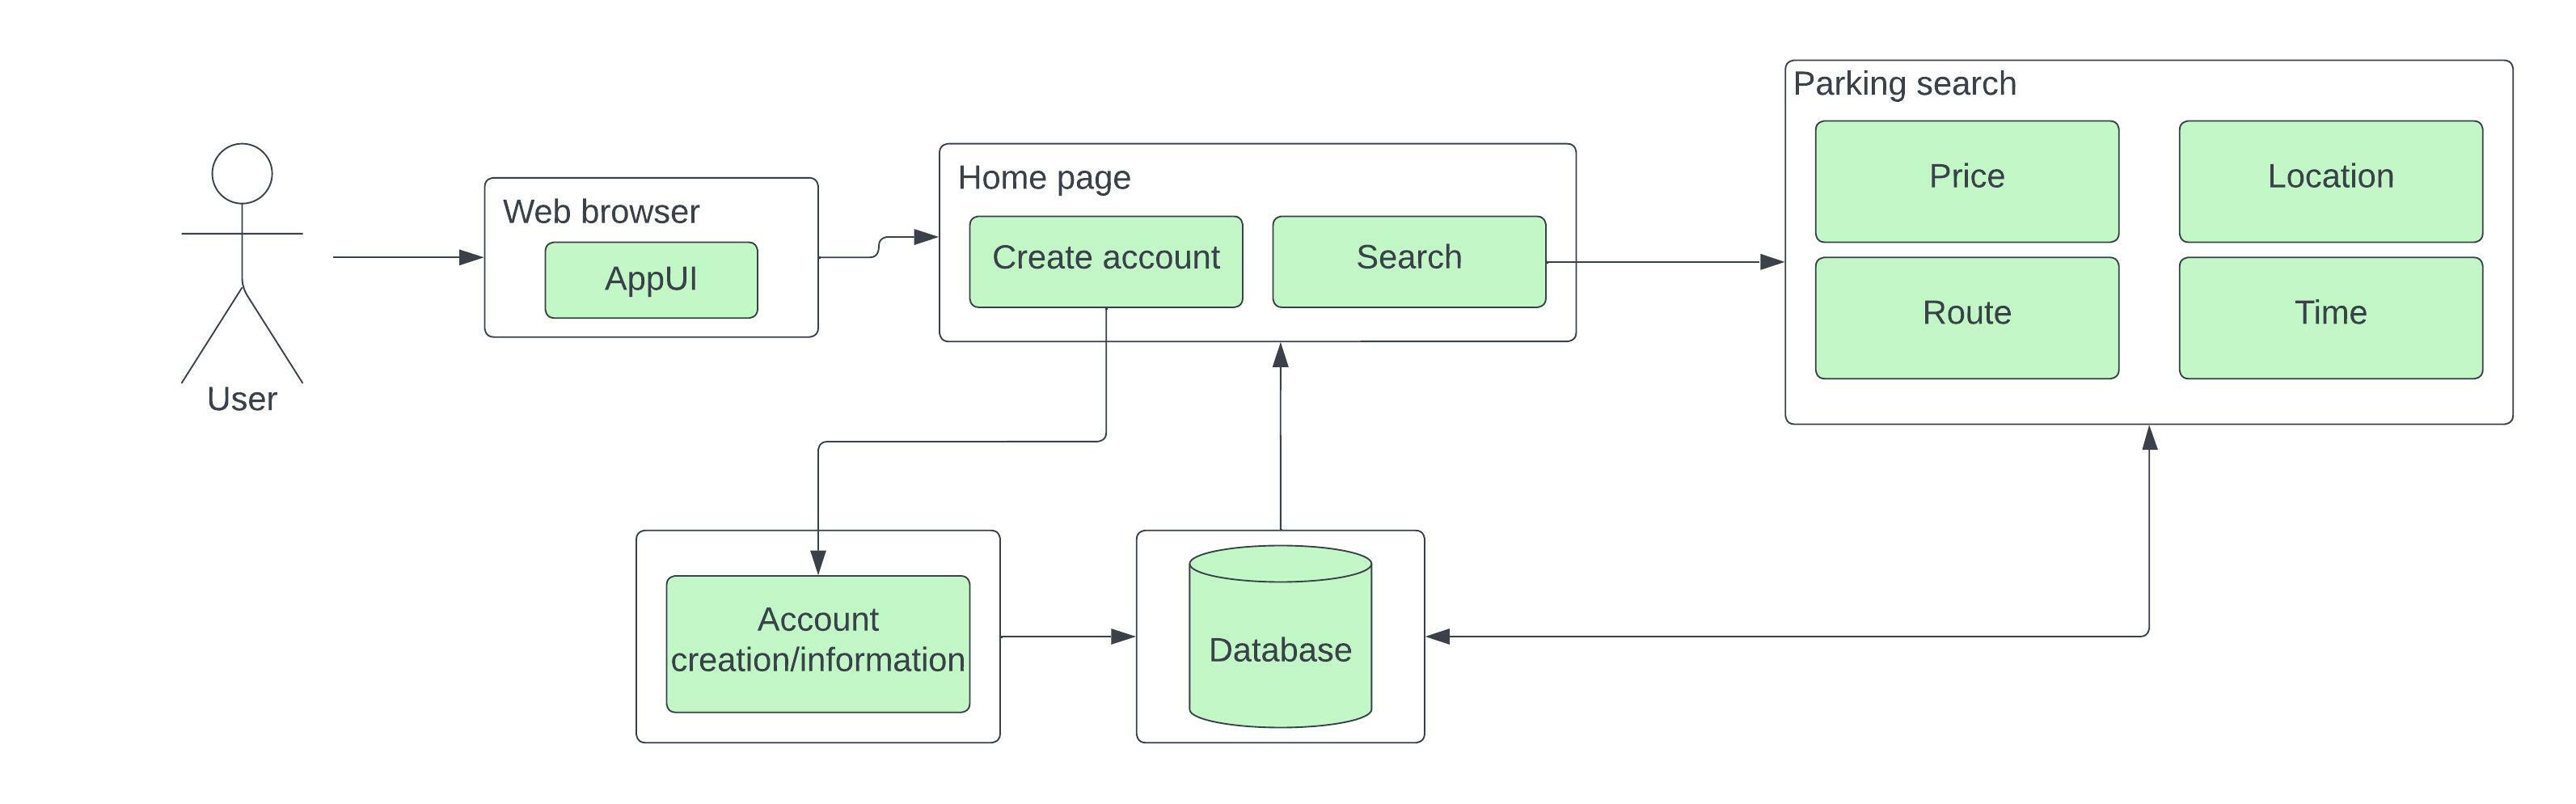 User
Web browser
AppUI
Home page
Create account
Search
Parking search
Price
Location
Route
Time
Account
creation/information
Database